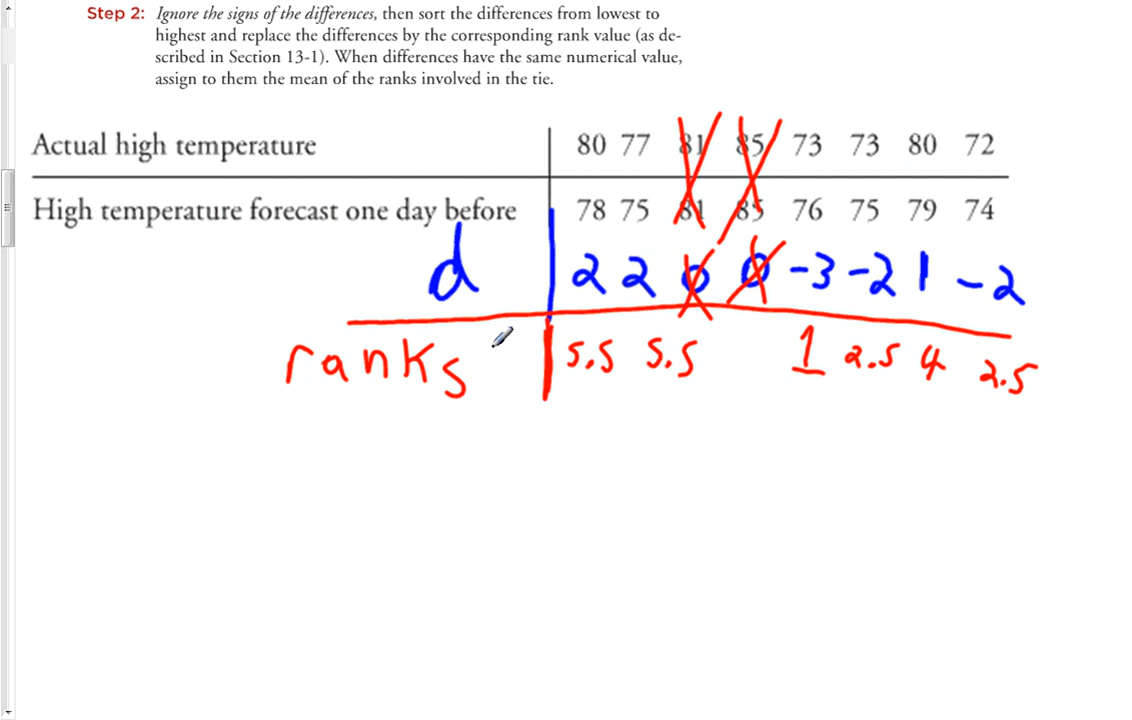 Step 2: Ignore the signs of the differences, then sort the differences from lowest to
highest and replace the differences by the corresponding rank value (as de-
scribed in Section 13-1). When differences have the same numerical value,
assign to them the mean of the ranks involved in the tie.
Actual high temperature 80 77 81 85 73 73 80 72
High temperature forecast one day before 78 75 81 85 76 75 79 74
d 2 2 0 0 -3 -2 1 -2
ranks 5.5 5.5 1 2.5 4 2.5